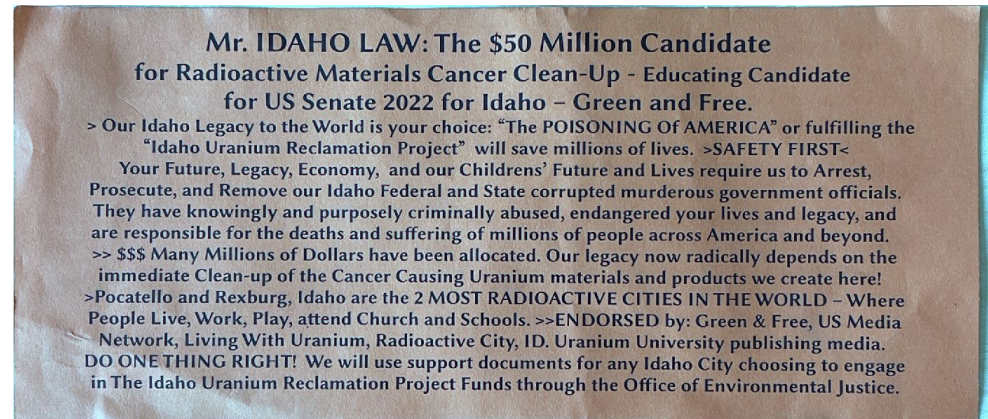 Mr. IDAHO LAW: The $50 Million Candidate
for Radioactive Materials Cancer Clean-Up - Educating Candidate
for US Senate 2022 for Idaho – Green and Free.
> Our Idaho Legacy to the World is your choice: “The POISONING Of AMERICA” or fulfilling the
“Idaho Uranium Reclamation Project” will save millions of lives. >SAFETY FIRST<
Your Future, Legacy, Economy, and our Childrens’ Future and Lives require us to Arrest,
Prosecute, and Remove our Idaho Federal and State corrupted murderous government officials.
They have knowingly and purposely criminally abused, endangered your lives and legacy, and
are responsible for the deaths and suffering of millions of people across America and beyond.
>> $$$ Many Millions of Dollars have been allocated. Our legacy now radically depends on the
immediate Clean-up of the Cancer Causing Uranium materials and products we create here!
>Pocatello and Rexburg, Idaho are the 2 MOST RADIOACTIVE CITIES IN THE WORLD – Where
People Live, Work, Play, attend Church and Schools. >>ENDORSED by: Green & Free, US Media
Network, Living With Uranium, Radioactive City, ID. Uranium University publishing media.
DO ONE THING RIGHT! We will use support documents for any Idaho City choosing to engage
in The Idaho Uranium Reclamation Project Funds through the Office of Environmental Justice.